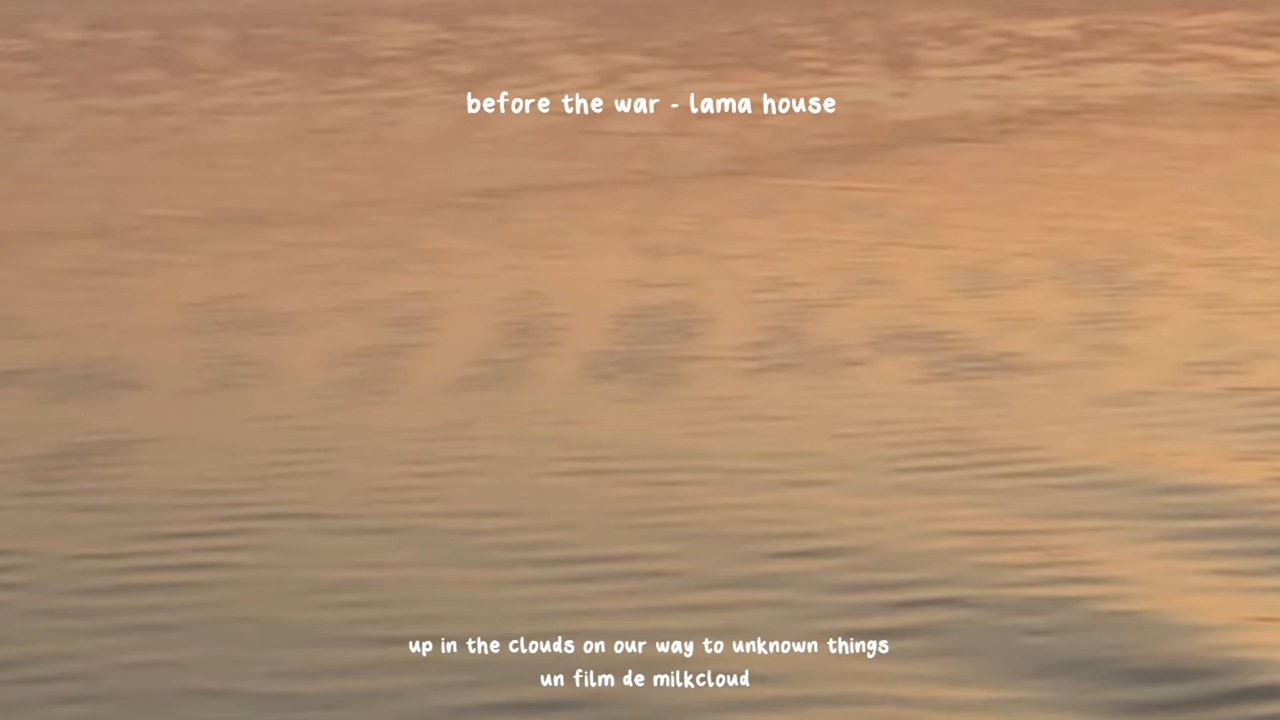 before the war - lama house
up in the clouds on our way to unknown things
un film de milkcloud